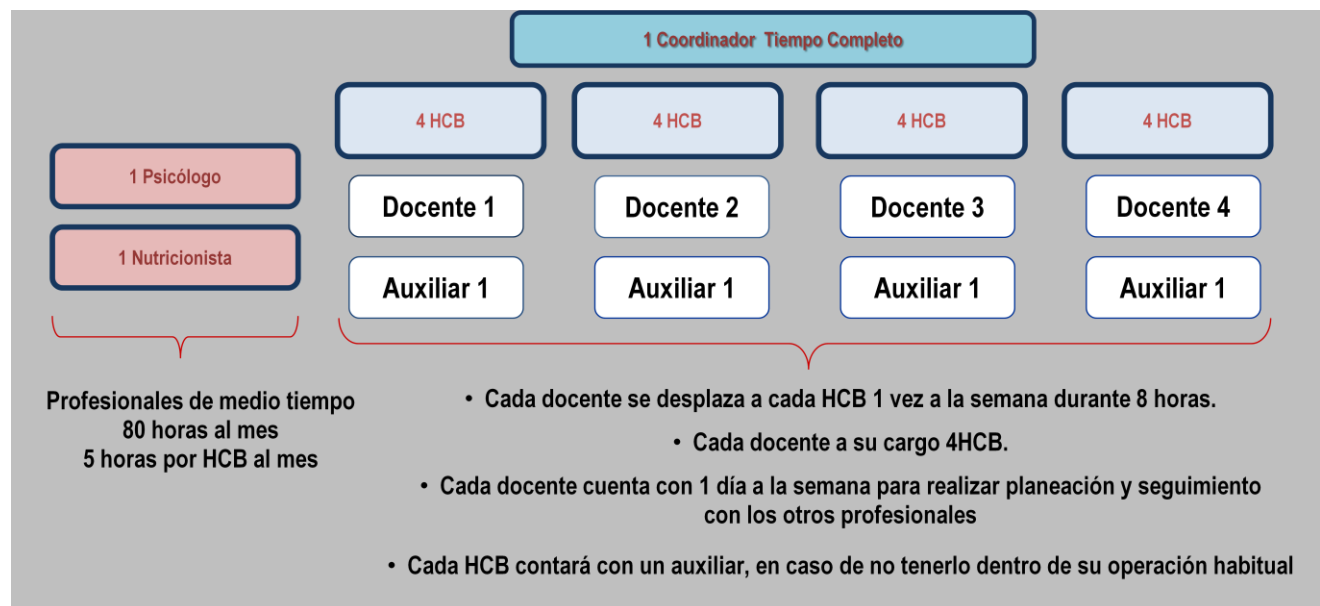 1 Coordinador Tiempo Completo
4 HCB
4 HCB
4 HCB
4 HCB
1 Psicólogo
1 Nutricionista
Docente 1
Docente 2
Docente 3
Docente 4
Auxiliar 1
Auxiliar 1
Auxiliar 1
Auxiliar 1
Profesionales de medio tiempo
80 horas al mes
5 horas por HCB al mes
• Cada docente se desplaza a cada HCB 1 vez a la semana durante 8 horas.
• Cada docente a su cargo 4HCB.
• Cada docente cuenta con 1 día a la semana para realizar planeación y seguimiento
con los otros profesionales
• Cada HCB contará con un auxiliar, en caso de no tenerlo dentro de su operación habitual